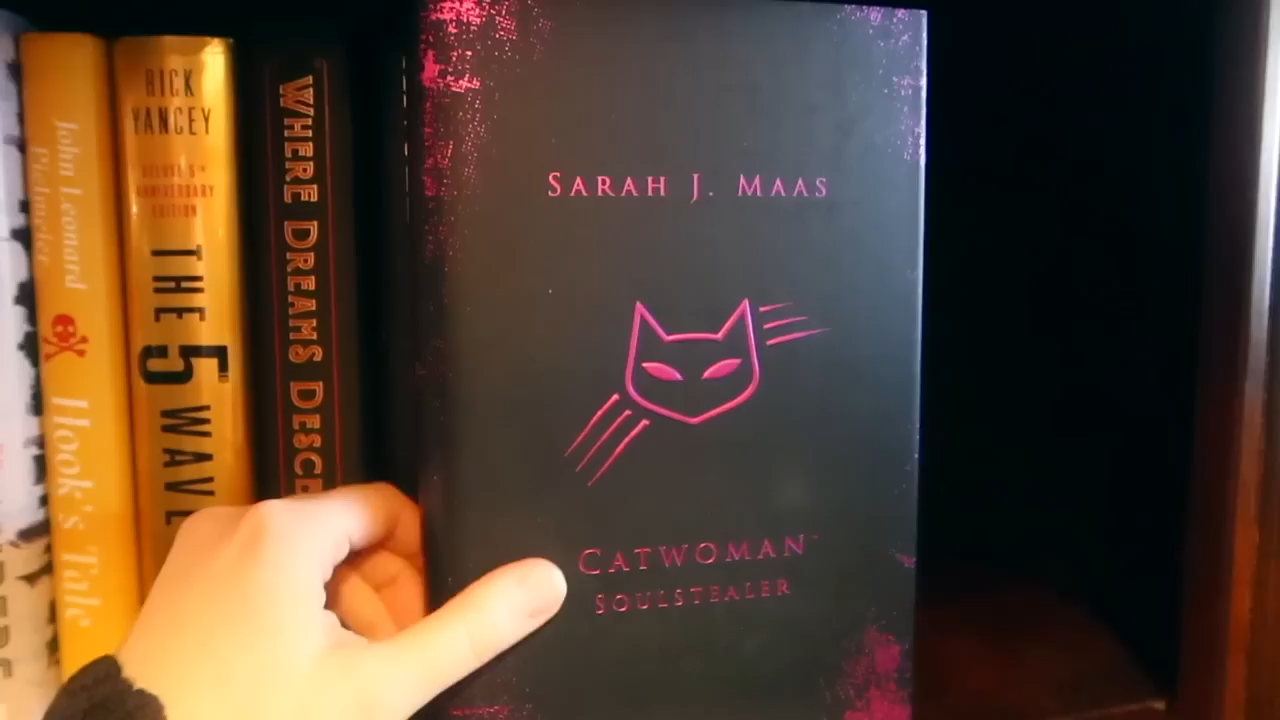 John Leonard
Pielmeier
Hook's Tale
RICK
YANCEY
DELUXE 5TH
ANNIVERSARY
EDITION
THE
5
WAVE
WHERE DREAMS DESCE
SARAH J. MAAS
CATWOMAN™
SOULSTEALER